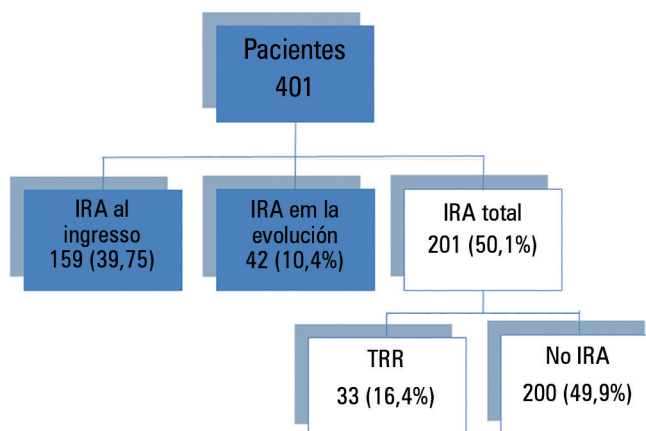 Pacientes
401
IRA al
ingresso
159 (39,75)
IRA em la
evolución
42 (10,4%)
IRA total
201 (50,1%)
TRR
33 (16,4%)
No IRA
200 (49,9%)